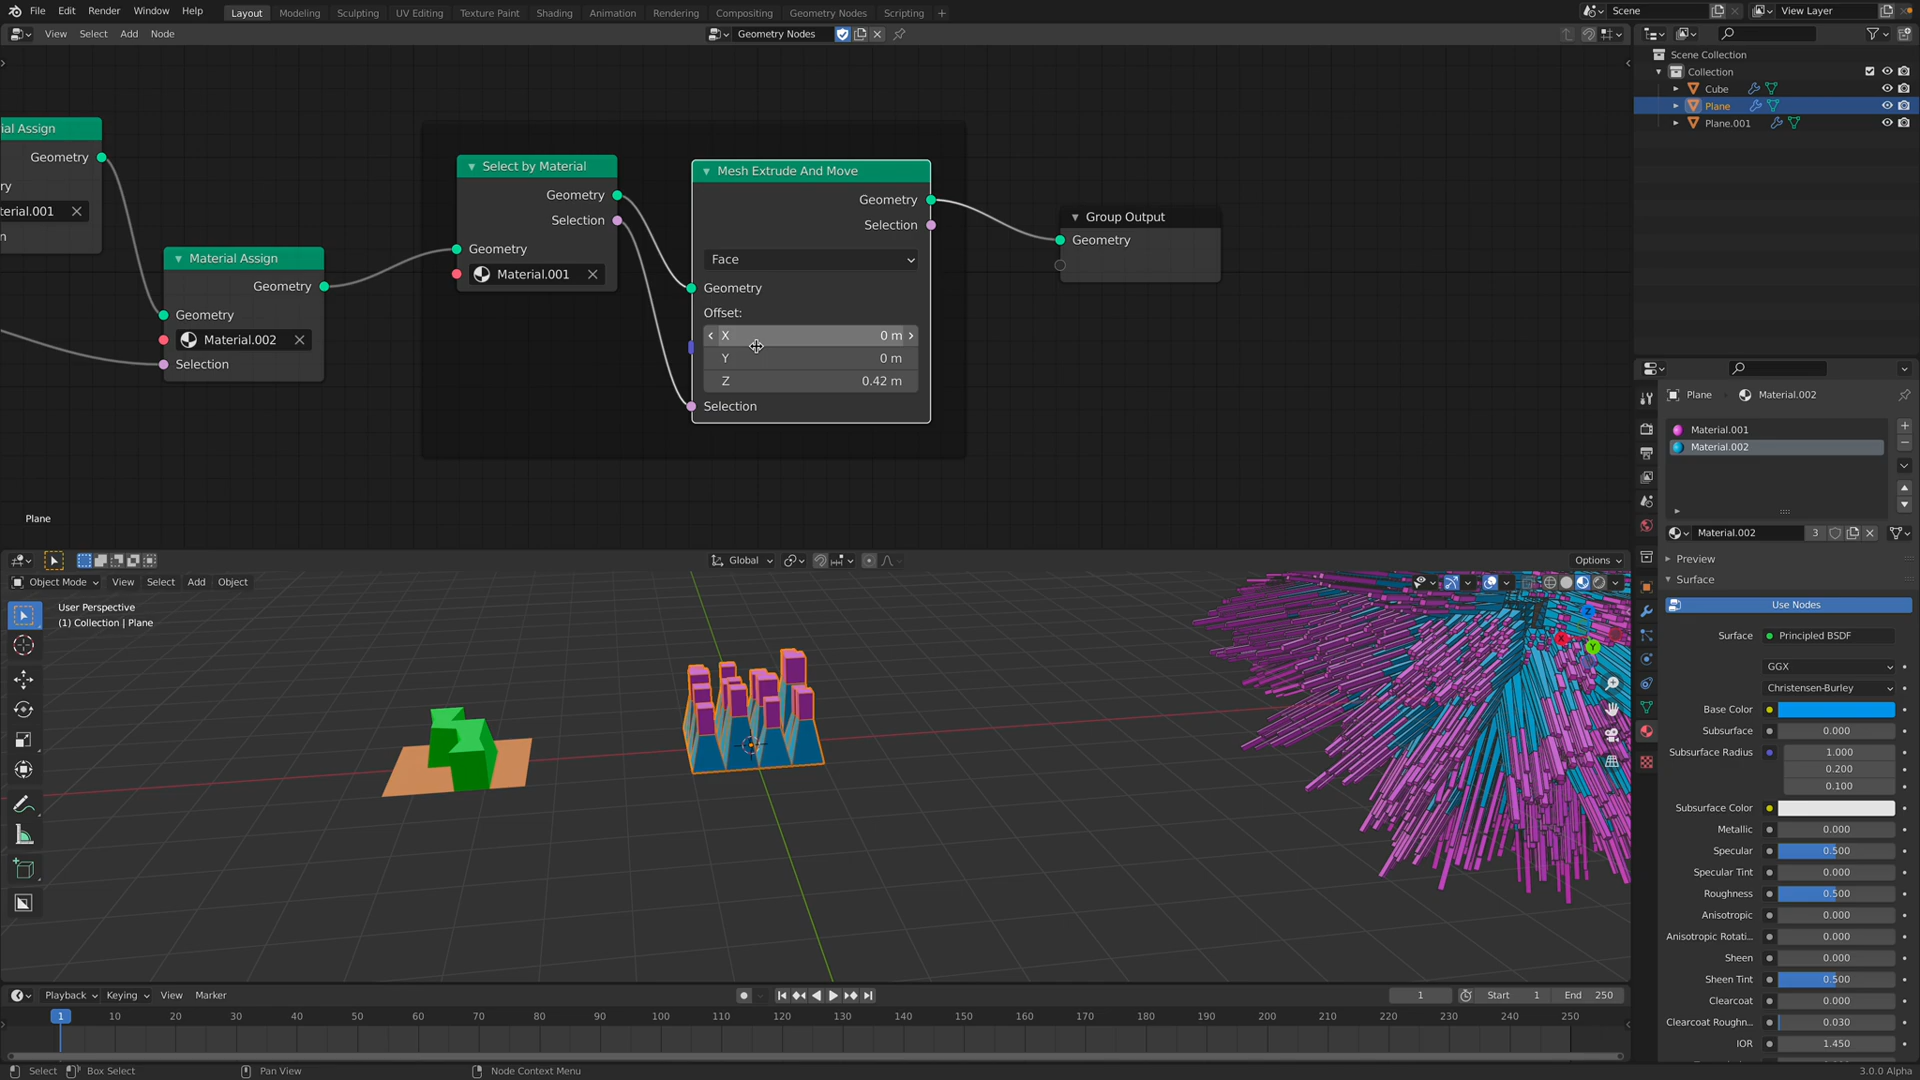 File Edit Render Window Help Layout Modeling Sculpting UV Editing Texture Paint Shading Animation Rendering Compositing Geometry Nodes Scripting + Scene View Layer
View Select Add Node Geometry Nodes
Scene Collection
Collection
Cube
Plane
Plane.001
ial Assign
Geometry
ry
terial.001
n
Material Assign
Geometry
Geometry
Material.002
Selection
Select by Material
Geometry
Selection
Geometry
Material.001
Mesh Extrude And Move
Geometry
Selection
Face
Geometry
Offset:
X 0 m
Y 0 m
Z 0.42 m
Selection
Group Output
Geometry
Plane
Plane Material.002
Material.001
Material.002
Material.002 3
Preview
Surface
Use Nodes
Surface Principled BSDF
GGX
Christensen-Burley
Base Color
Subsurface 0.000
Subsurface Radius 1.000
0.200
0.100
Subsurface Color
Metallic 0.000
Specular 0.500
Specular Tint 0.000
Roughness 0.500
Anisotropic 0.000
Anisotropic Rotati... 0.000
Sheen 0.000
Sheen Tint 0.500
Clearcoat 0.000
Clearcoat Roughn... 0.030
IOR 1.450
Global Options
Object Mode View Select Add Object
User Perspective
(1) Collection | Plane
X
Y
Z
Playback Keying View Marker 1 Start 1 End 250
1 10 20 30 40 50 60 70 80 90 100 110 120 130 140 150 160 170 180 190 200 210 220 230 240 250
Select Box Select Pan View Node Context Menu 3.0.0 Alpha